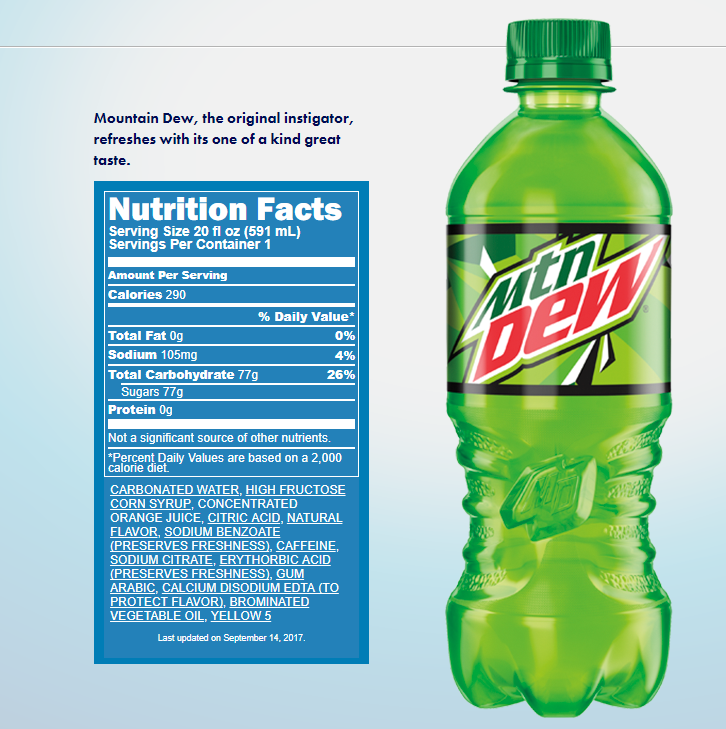 Mountain Dew, the original instigator,
refreshes with its one of a kind great
taste.
Nutrition Facts
Serving Size 20 fl oz (591 mL)
Servings Per Container 1
Amount Per Serving
Calories 290
% Daily Value*
Total Fat 0g 0%
Sodium 105mg 4%
Total Carbohydrate 77g 26%
Sugars 77g
Protein 0g
Not a significant source of other nutrients.
*Percent Daily Values are based on a 2,000
calorie diet.
CARBONATED WATER, HIGH FRUCTOSE
CORN SYRUP, CONCENTRATED
ORANGE JUICE, CITRIC ACID, NATURAL
FLAVOR, SODIUM BENZOATE
(PRESERVES FRESHNESS), CAFFEINE,
SODIUM CITRATE, ERYTHORBIC ACID
(PRESERVES FRESHNESS), GUM
ARABIC, CALCIUM DISODIUM EDTA (TO
PROTECT FLAVOR), BROMINATED
VEGETABLE OIL, YELLOW 5
Last updated on September 14, 2017.
mtn
Dew
®